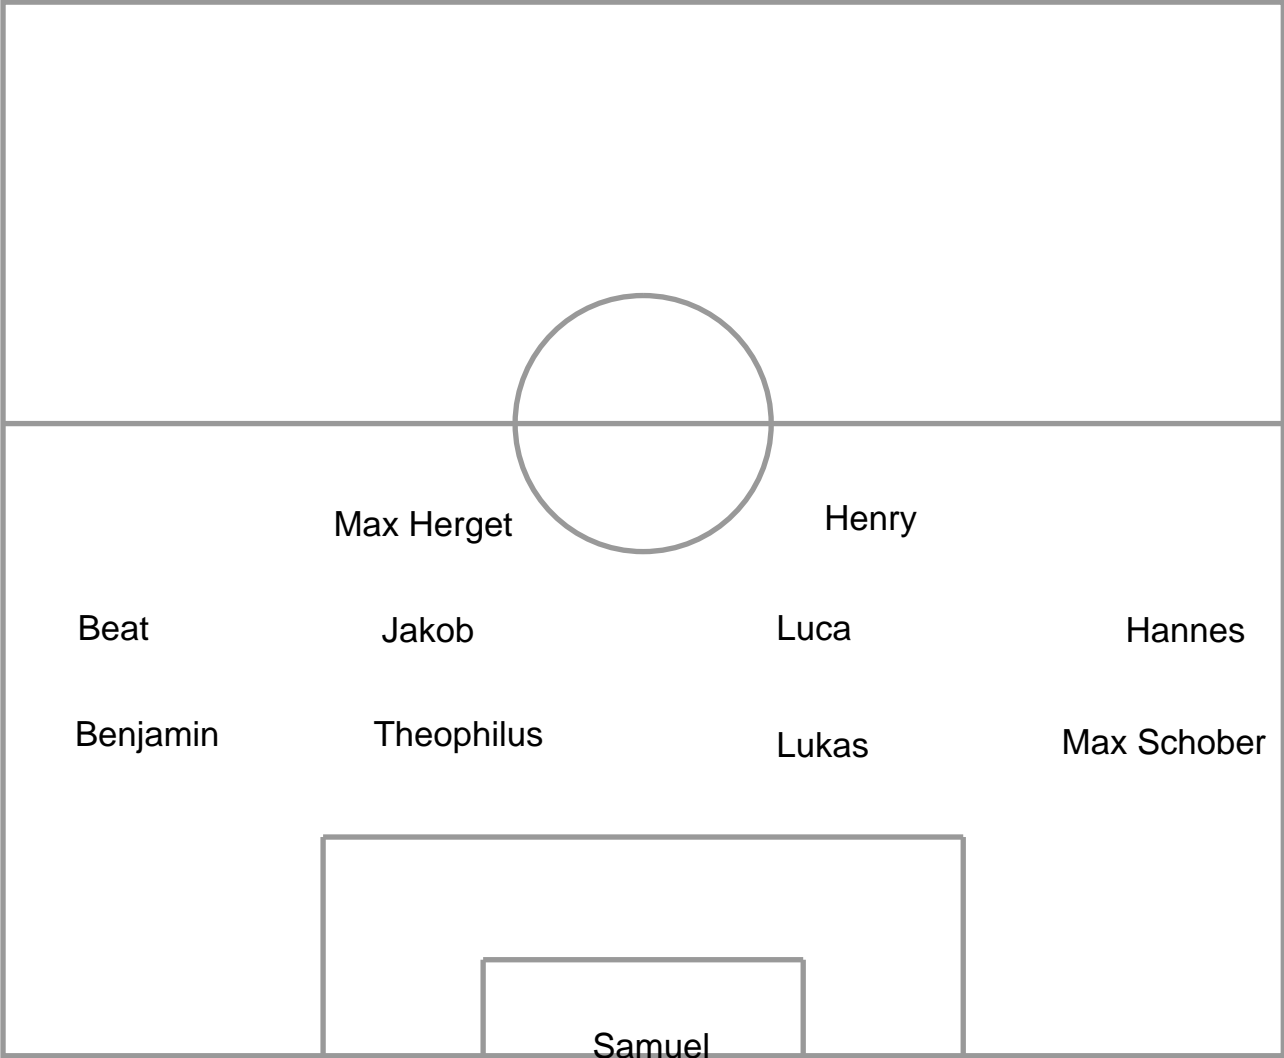 Max Herget
Henry
Beat
Jakob
Luca
Hannes
Benjamin
Theophilus
Lukas
Max Schober
Samuel